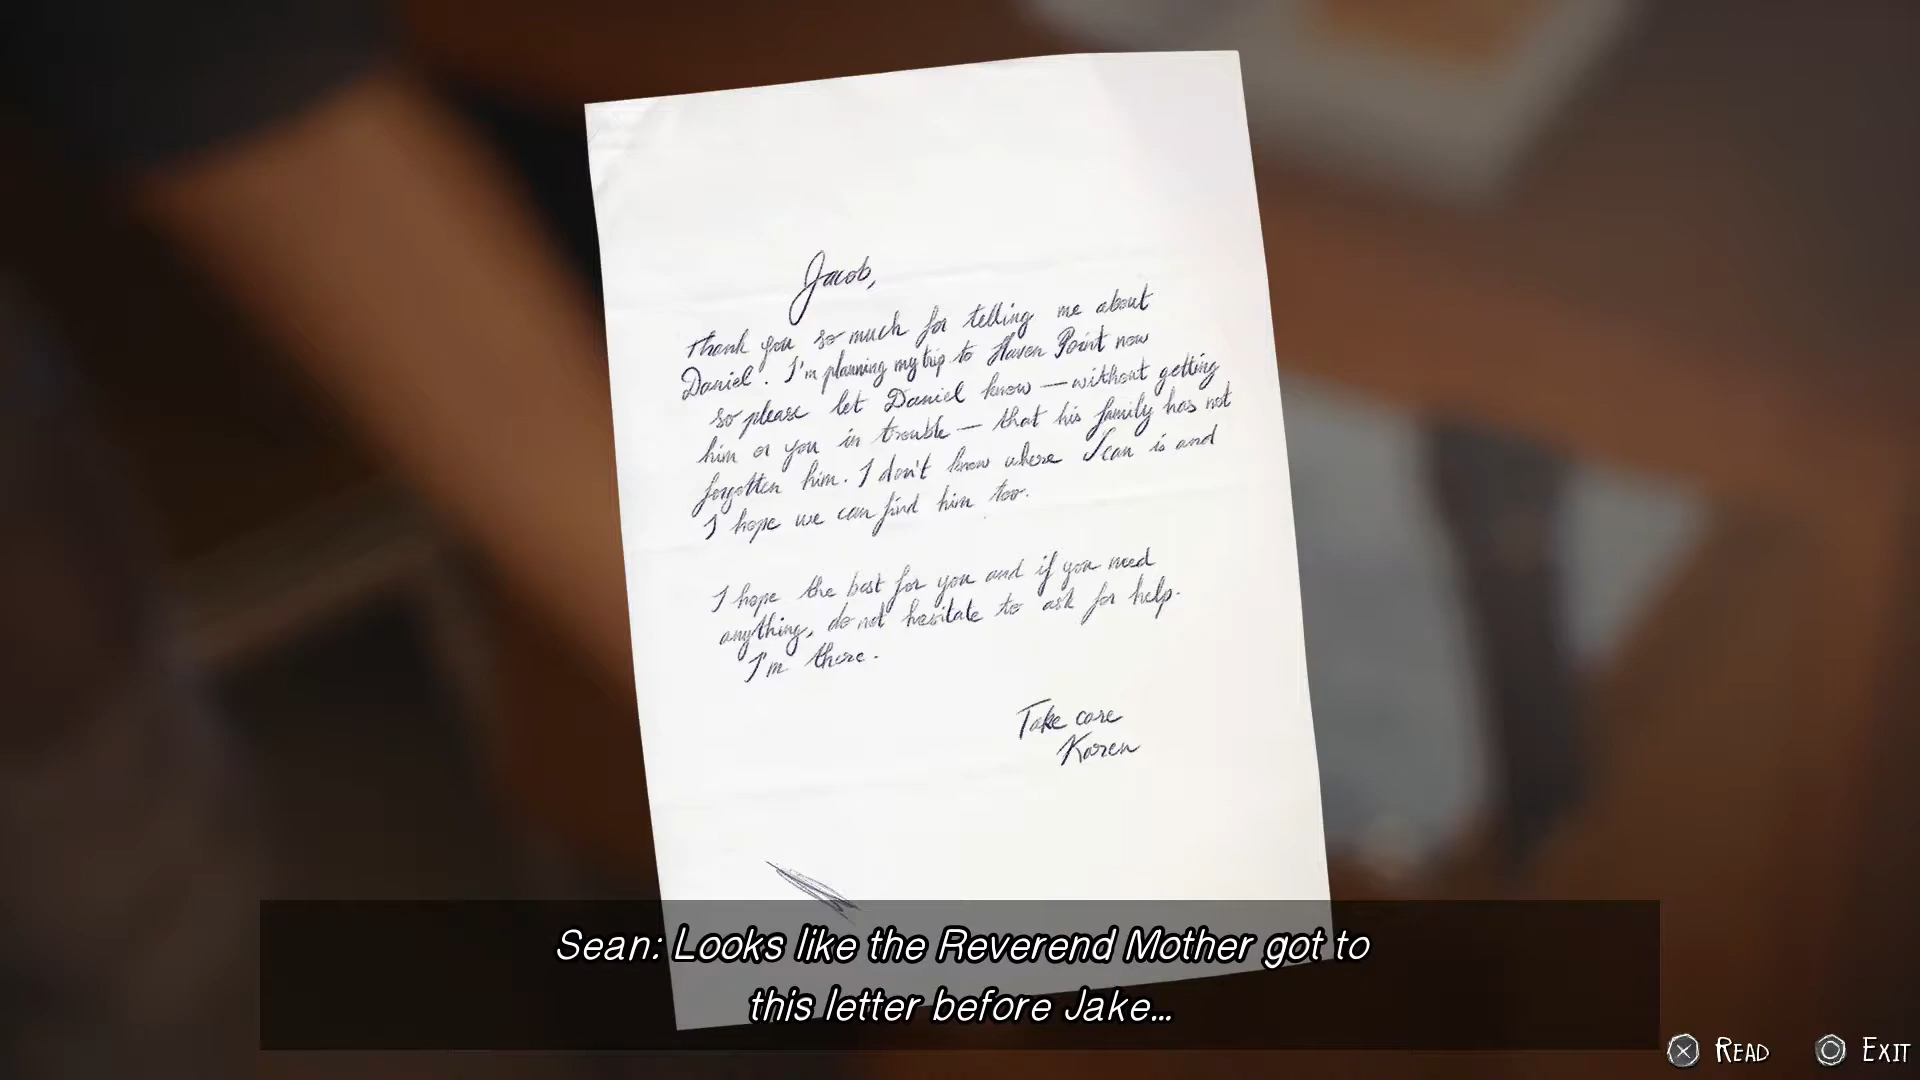 Jacob,
Thank you so much for telling me about
Daniel. I'm planning my trip to Haven Point now
so please let Daniel know — without getting
him or you in trouble — that his family has not
forgotten him. I don't know where Sean is and
I hope we can find him too.
I hope the best for you and if you need
anything, do not hesitate to ask for help.
I'm there.
Take care
Karen
Sean: Looks like the Reverend Mother got to
this letter before Jake...
READ
EXIT